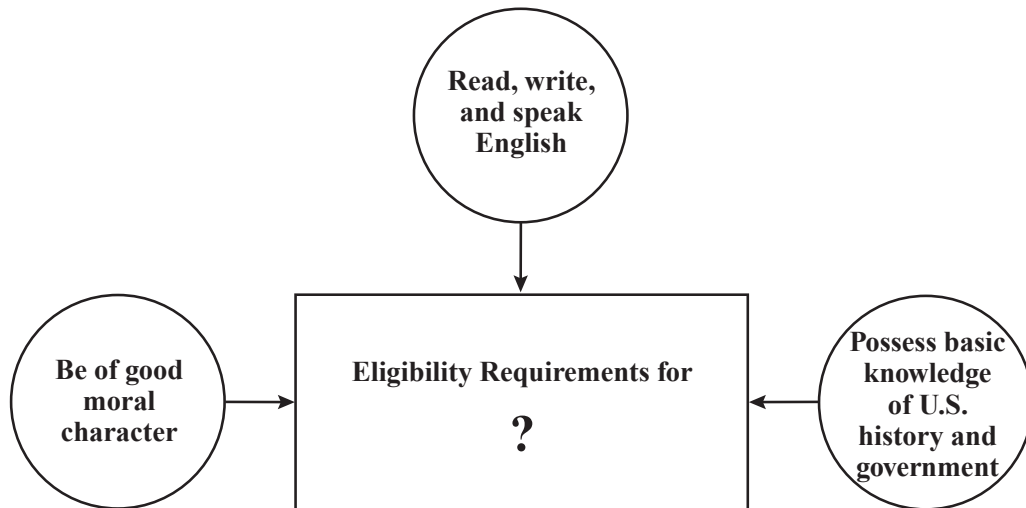 Read, write,
and speak
English
Be of good
moral
character
Eligibility Requirements for
?
Possess basic
knowledge
of U.S.
history and
government